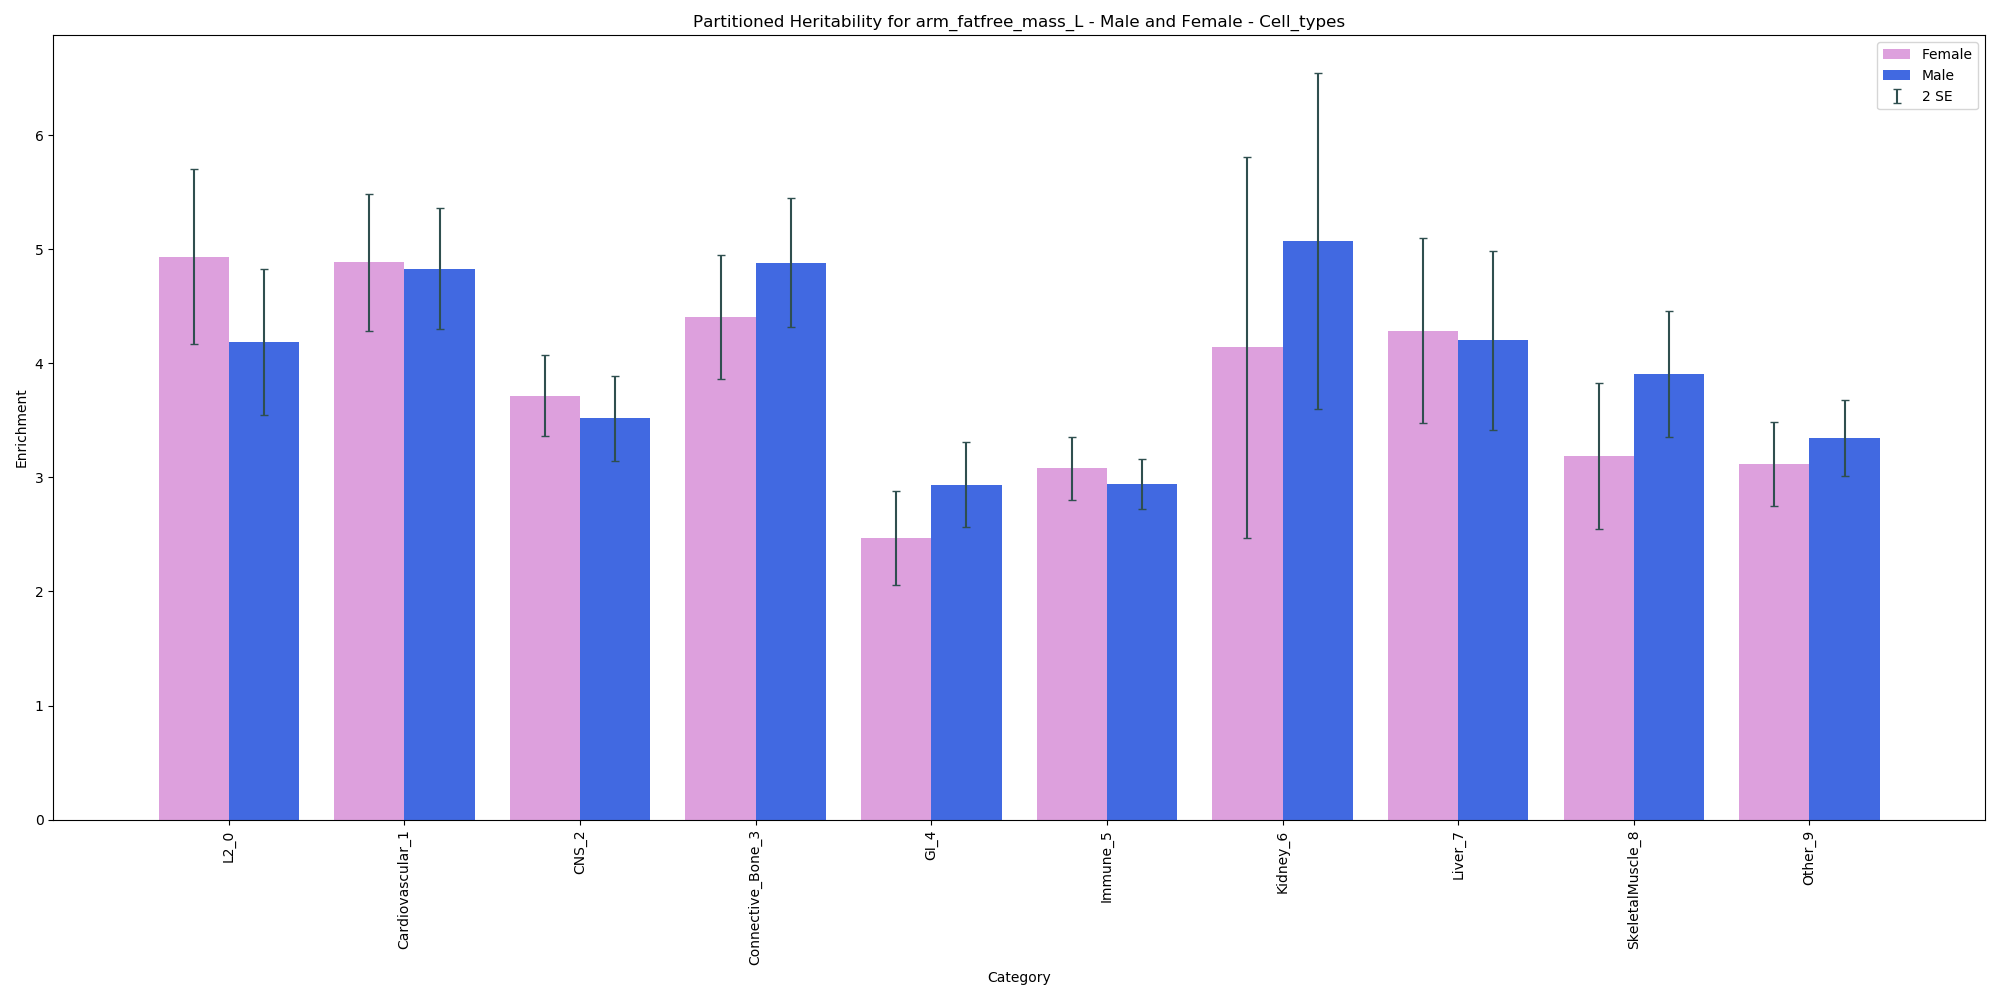 Partitioned Heritability for arm_fatfree_mass_L - Male and Female - Cell_types
Female
Male
2 SE
Enrichment
6
5
4
3
2
1
0
L2_0
Cardiovascular_1
CNS_2
Connective_Bone_3
GI_4
Immune_5
Kidney_6
Liver_7
SkeletalMuscle_8
Other_9
Category